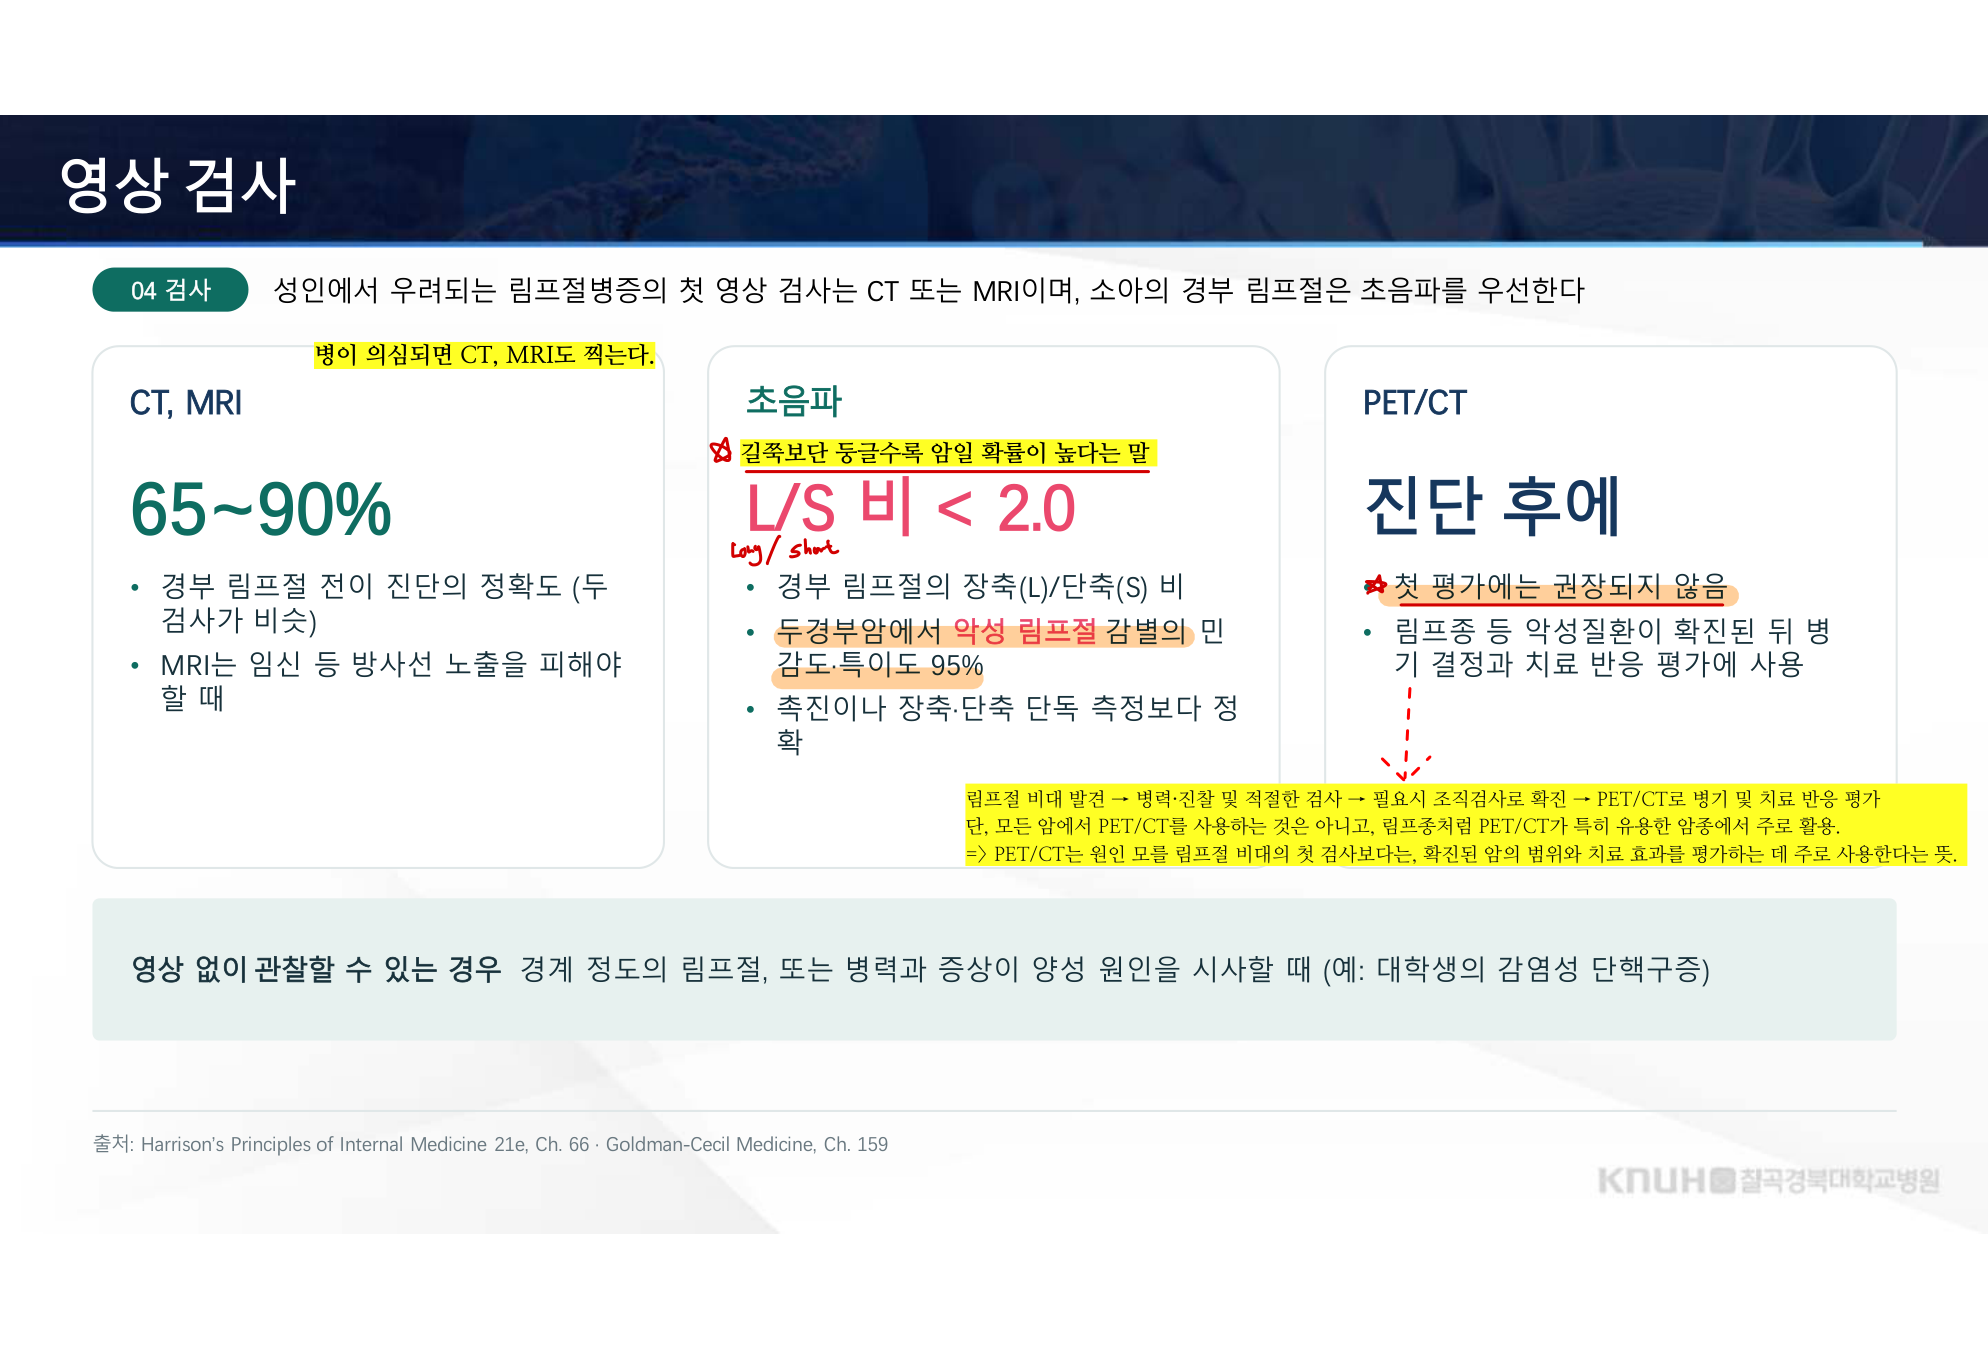 영상 검사
04 검사 성인에서 우려되는 림프절병증의 첫 영상 검사는 CT 또는 MRI이며, 소아의 경부 림프절은 초음파를 우선한다
병이 의심되면 CT, MRI도 찍는다.
CT, MRI
65~90%
• 경부 림프절 전이 진단의 정확도 (두
검사가 비슷)
• MRI는 임신 등 방사선 노출을 피해야
할 때
초음파
길쭉보단 둥글수록 암일 확률이 높다는 말
L/S 비 < 2.0
Long / short
• 경부 림프절의 장축(L)/단축(S) 비
• 두경부암에서 악성 림프절 감별의 민
감도·특이도 95%
• 촉진이나 장축·단축 단독 측정보다 정
확
PET/CT
진단 후에
첫 평가에는 권장되지 않음
• 림프종 등 악성질환이 확진된 뒤 병
기 결정과 치료 반응 평가에 사용
림프절 비대 발견 → 병력·진찰 및 적절한 검사 → 필요시 조직검사로 확진 → PET/CT로 병기 및 치료 반응 평가
단, 모든 암에서 PET/CT를 사용하는 것은 아니고, 림프종처럼 PET/CT가 특히 유용한 암종에서 주로 활용.
=> PET/CT는 원인 모를 림프절 비대의 첫 검사보다는, 확진된 암의 범위와 치료 효과를 평가하는 데 주로 사용한다는 뜻.
영상 없이 관찰할 수 있는 경우 경계 정도의 림프절, 또는 병력과 증상이 양성 원인을 시사할 때 (예: 대학생의 감염성 단핵구증)
출처: Harrison's Principles of Internal Medicine 21e, Ch. 66 · Goldman-Cecil Medicine, Ch. 159
KNUH 칠곡경북대학교병원